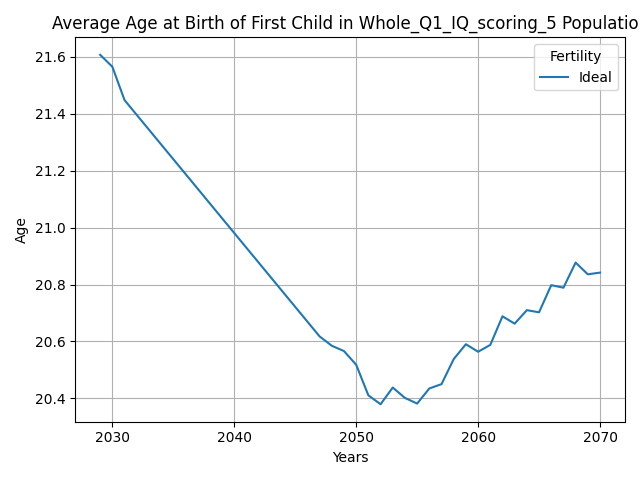 Average Age at Birth of First Child in Whole_Q1_IQ_scoring_5 Populatio
Fertility
Ideal
21.6
21.4
21.2
21.0
20.8
20.6
20.4
Age
2030 2040 2050 2060 2070
Years